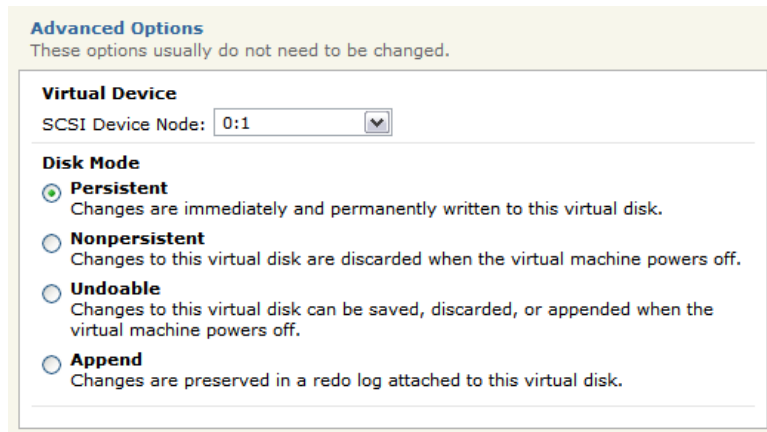 Advanced Options
These options usually do not need to be changed.
Virtual Device
SCSI Device Node: 0:1
Disk Mode
Persistent
Changes are immediately and permanently written to this virtual disk.
Nonpersistent
Changes to this virtual disk are discarded when the virtual machine powers off.
Undoable
Changes to this virtual disk can be saved, discarded, or appended when the
virtual machine powers off.
Append
Changes are preserved in a redo log attached to this virtual disk.